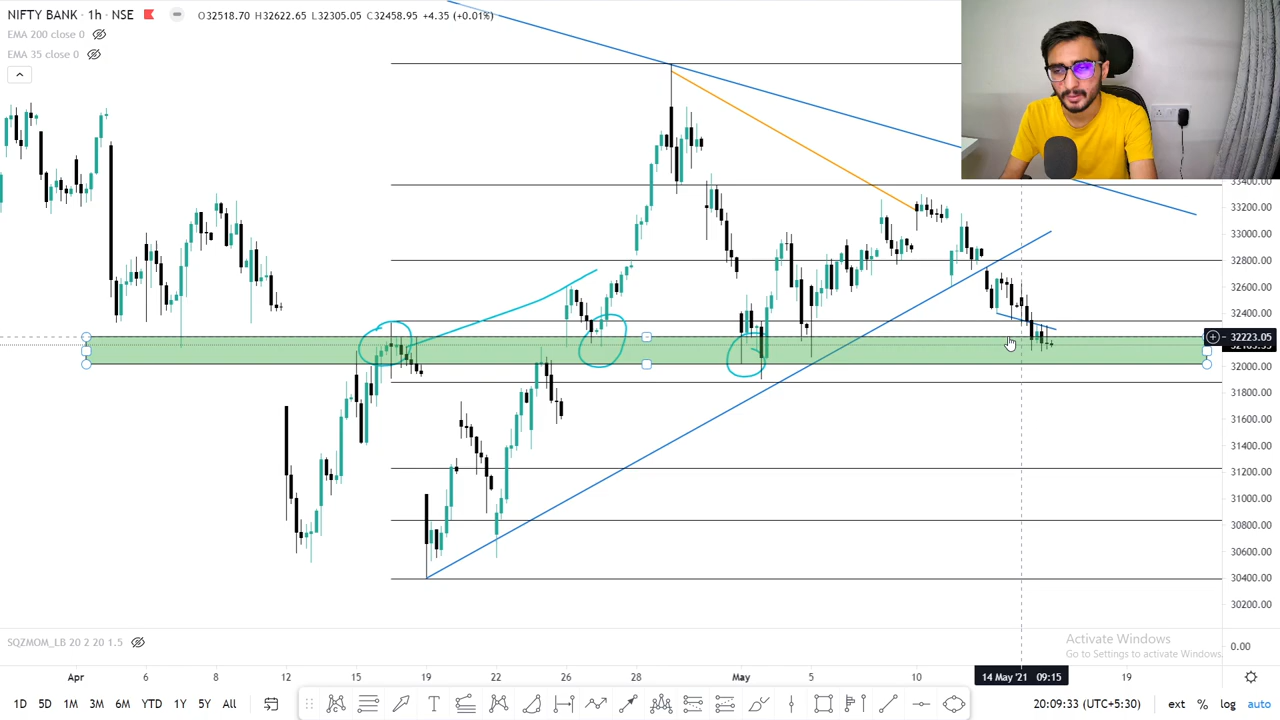 NIFTY BANK · 1h · NSE
O32518.70 H32622.65 L32305.05 C32458.95 +4.35 (+0.01%)
EMA 200 close 0
EMA 35 close 0
33400.00
33200.00
33000.00
32800.00
32600.00
32400.00
32223.05
32000.00
31800.00
31600.00
31400.00
31200.00
31000.00
30800.00
30600.00
30400.00
30200.00
SQZMOM_LB 20 2 20 1.5
0.00
Activate Windows
Go to Settings to activate Windows.
Apr 6 8 12 15 19 22 26 28 May 5 10 14 May '21 09:15 19
1D 5D 1M 3M 6M YTD 1Y 5Y All
20:09:33 (UTC+5:30) ext % log auto